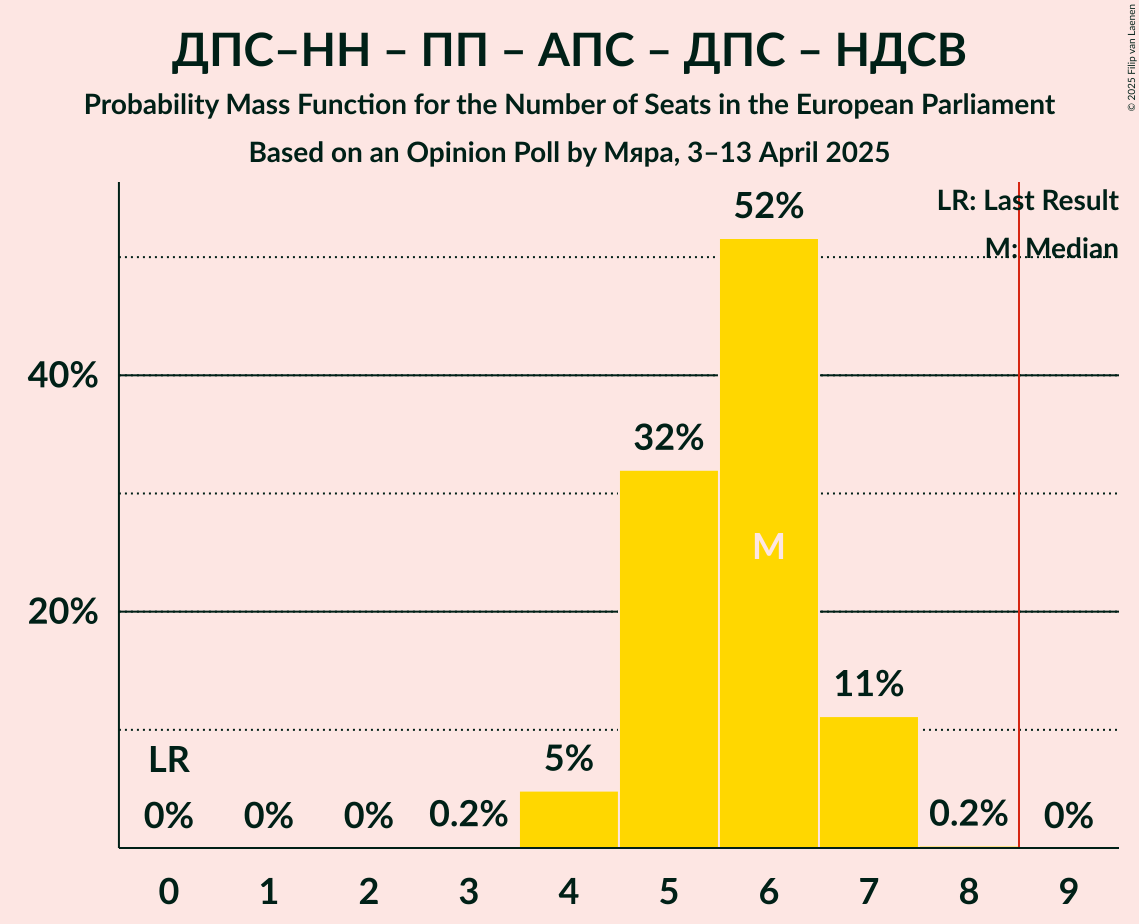 ДПС–НН – ПП – АПС – ДПС – НДСВ
Probability Mass Function for the Number of Seats in the European Parliament
Based on an Opinion Poll by Мяра, 3–13 April 2025
© 2025 Filip van Laenen
LR: Last Result
M: Median
52%
40%
32%
M
20%
11%
LR
5%
0% 0% 0% 0.2% 0.2% 0%
0 1 2 3 4 5 6 7 8 9